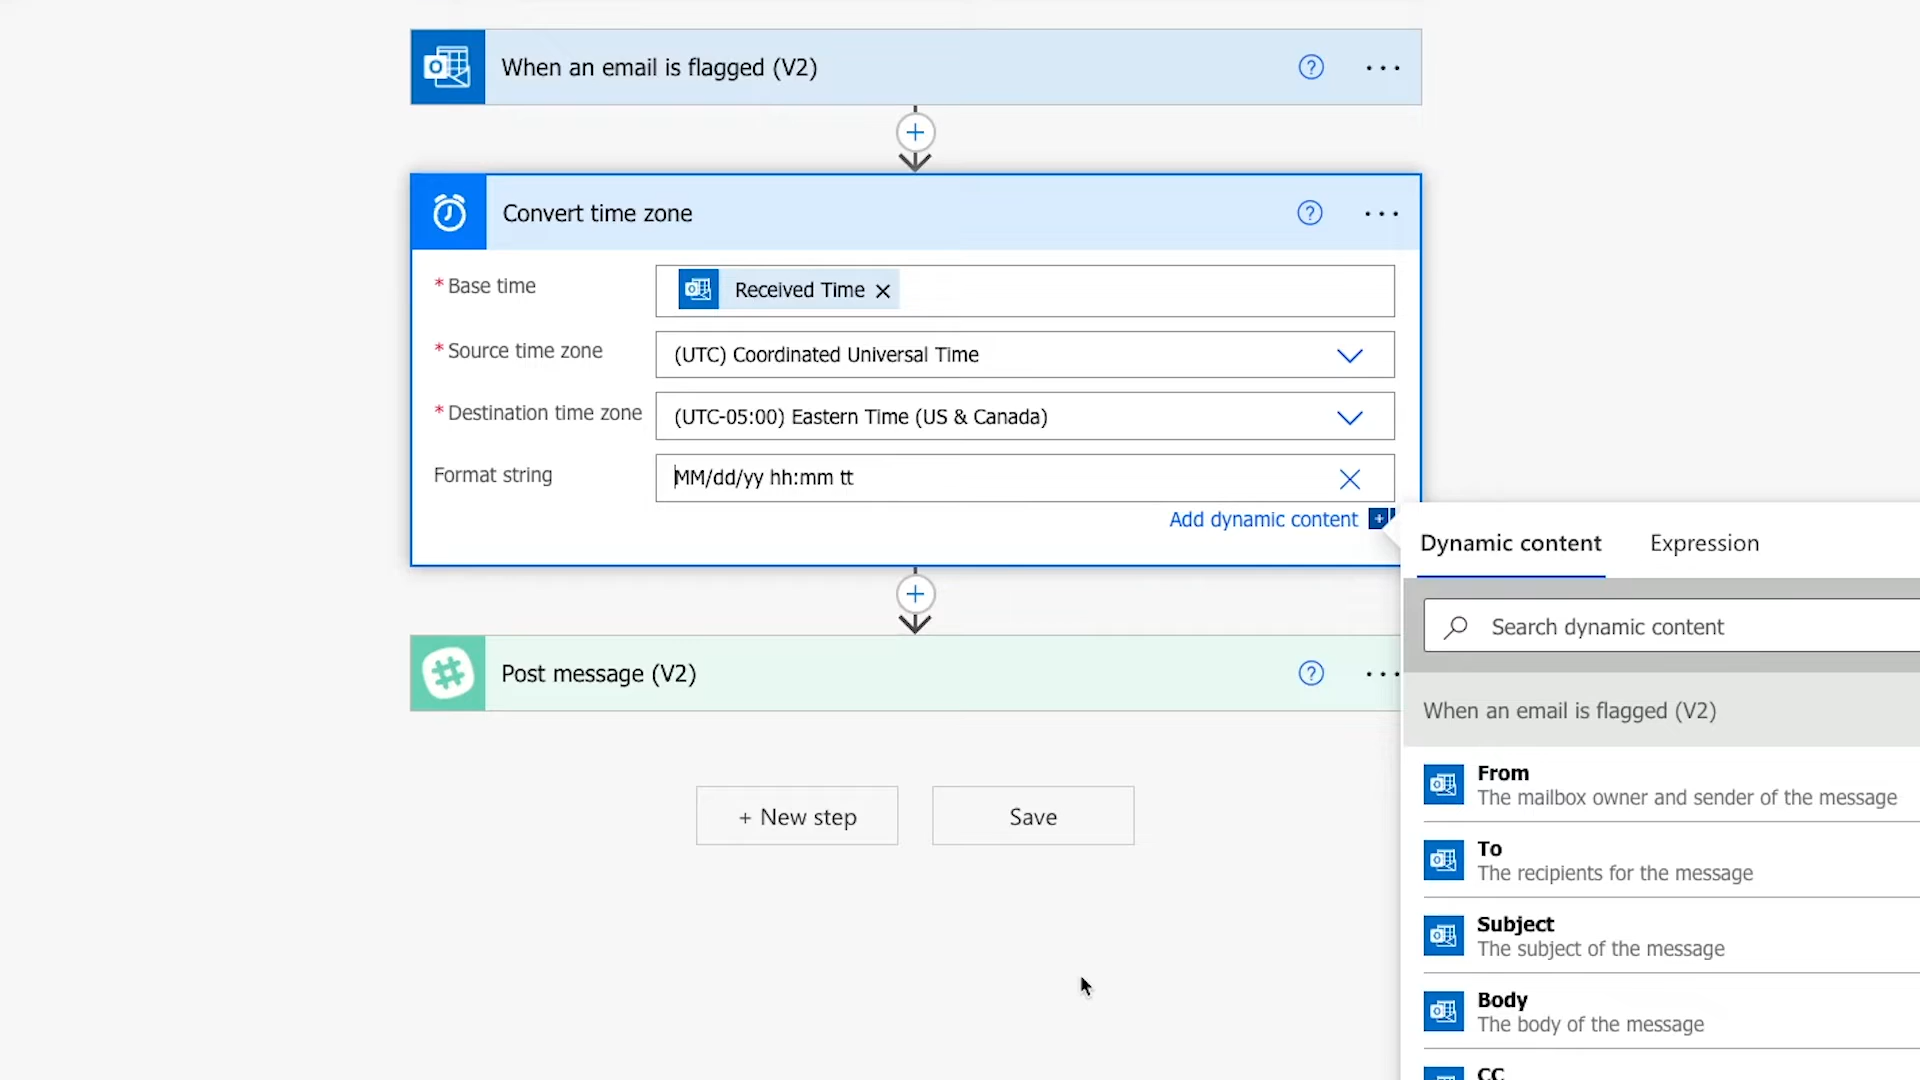 When an email is flagged (V2)
Convert time zone
* Base time
Received Time
* Source time zone
(UTC) Coordinated Universal Time
* Destination time zone
(UTC-05:00) Eastern Time (US & Canada)
Format string
MM/dd/yy hh:mm tt
Add dynamic content
Dynamic content
Expression
Search dynamic content
Post message (V2)
When an email is flagged (V2)
From
The mailbox owner and sender of the message
+ New step
Save
To
The recipients for the message
Subject
The subject of the message
Body
The body of the message
CC